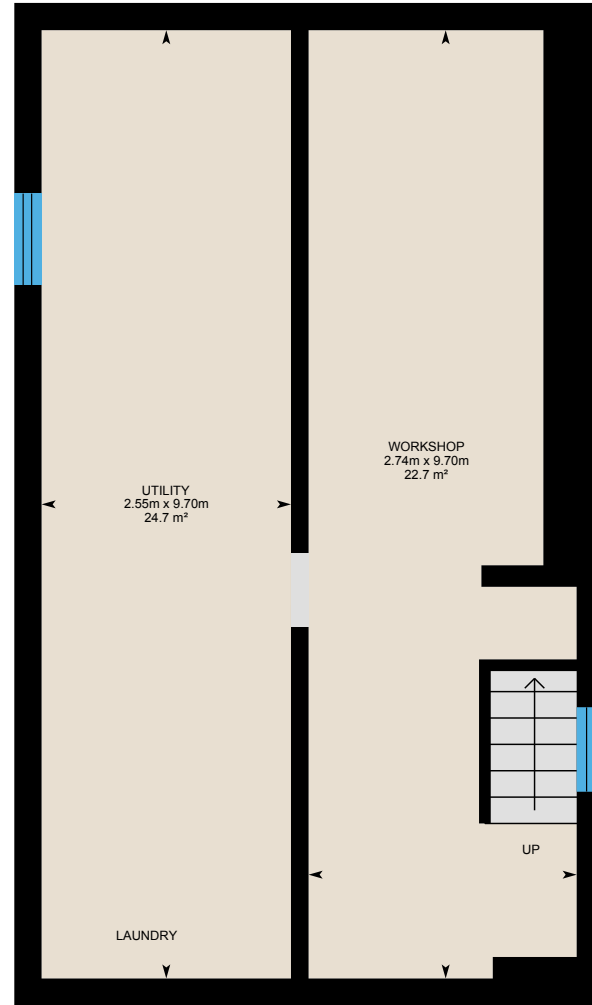 WORKSHOP
2.74m x 9.70m
22.7 m²
UTILITY
2.55m x 9.70m
24.7 m²
UP
LAUNDRY